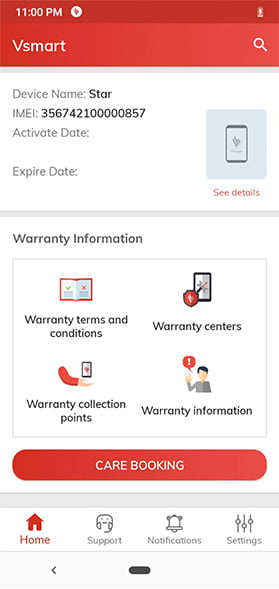 11:00 PM
Vsmart
Device Name: Star
IMEI: 356742100000857
Activate Date:
Expire Date:
See details
Warranty Information
Warranty terms and
conditions
Warranty centers
Warranty collection
points
Warranty information
CARE BOOKING
Home
Support
Notifications
Settings